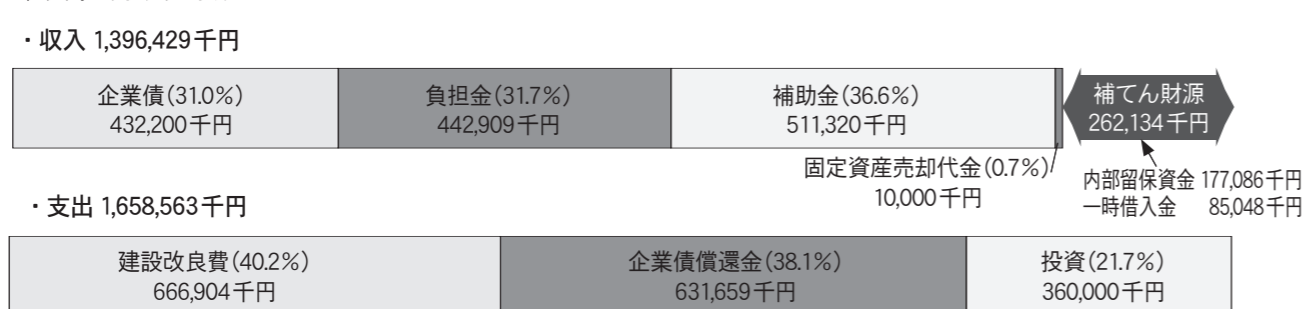 ・収入 1,396,429千円
企業債(31.0%)
432,200千円
負担金(31.7%)
442,909千円
補助金(36.6%)
511,320千円
補てん財源
262,134千円
固定資産売却代金(0.7%)
10,000千円
内部留保資金 177,086千円
一時借入金 85,048千円
・支出 1,658,563千円
建設改良費(40.2%)
666,904千円
企業債償還金(38.1%)
631,659千円
投資(21.7%)
360,000千円